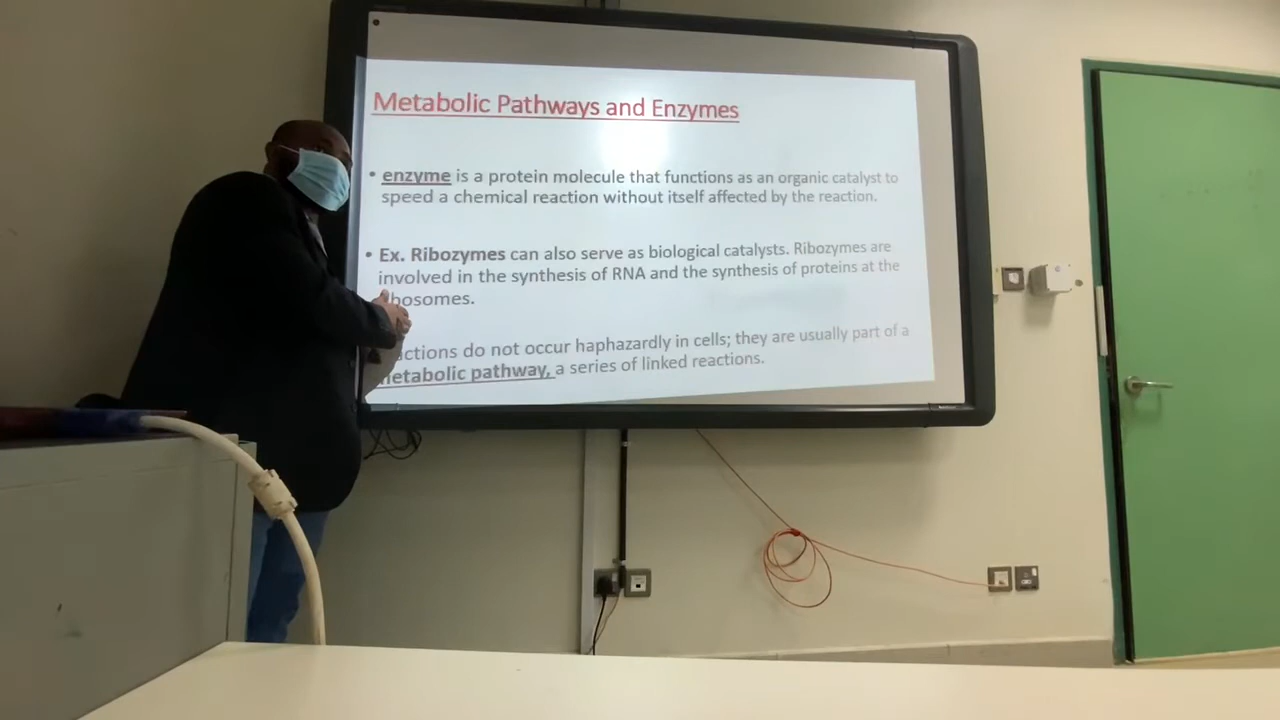 Metabolic Pathways and Enzymes
• enzyme is a protein molecule that functions as an organic catalyst to
speed a chemical reaction without itself affected by the reaction.
• Ex. Ribozymes can also serve as biological catalysts. Ribozymes are
involved in the synthesis of RNA and the synthesis of proteins at the
bosomes.
actions do not occur haphazardly in cells; they are usually part of a
metabolic pathway, a series of linked reactions.